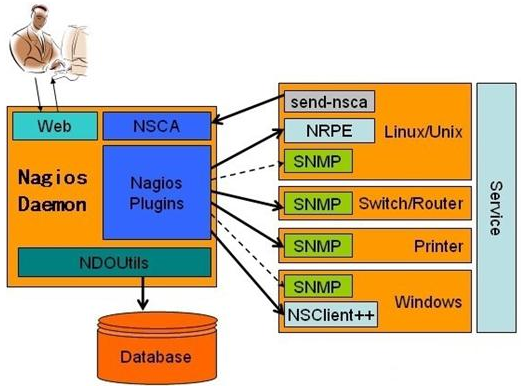 Web
NSCA
Nagios
Daemon
Nagios
Plugins
NDOUtils
Database
send-nsca
NRPE
Linux/Unix
SNMP
SNMP
Switch/Router
SNMP
Printer
SNMP
Windows
NSClient++
Service